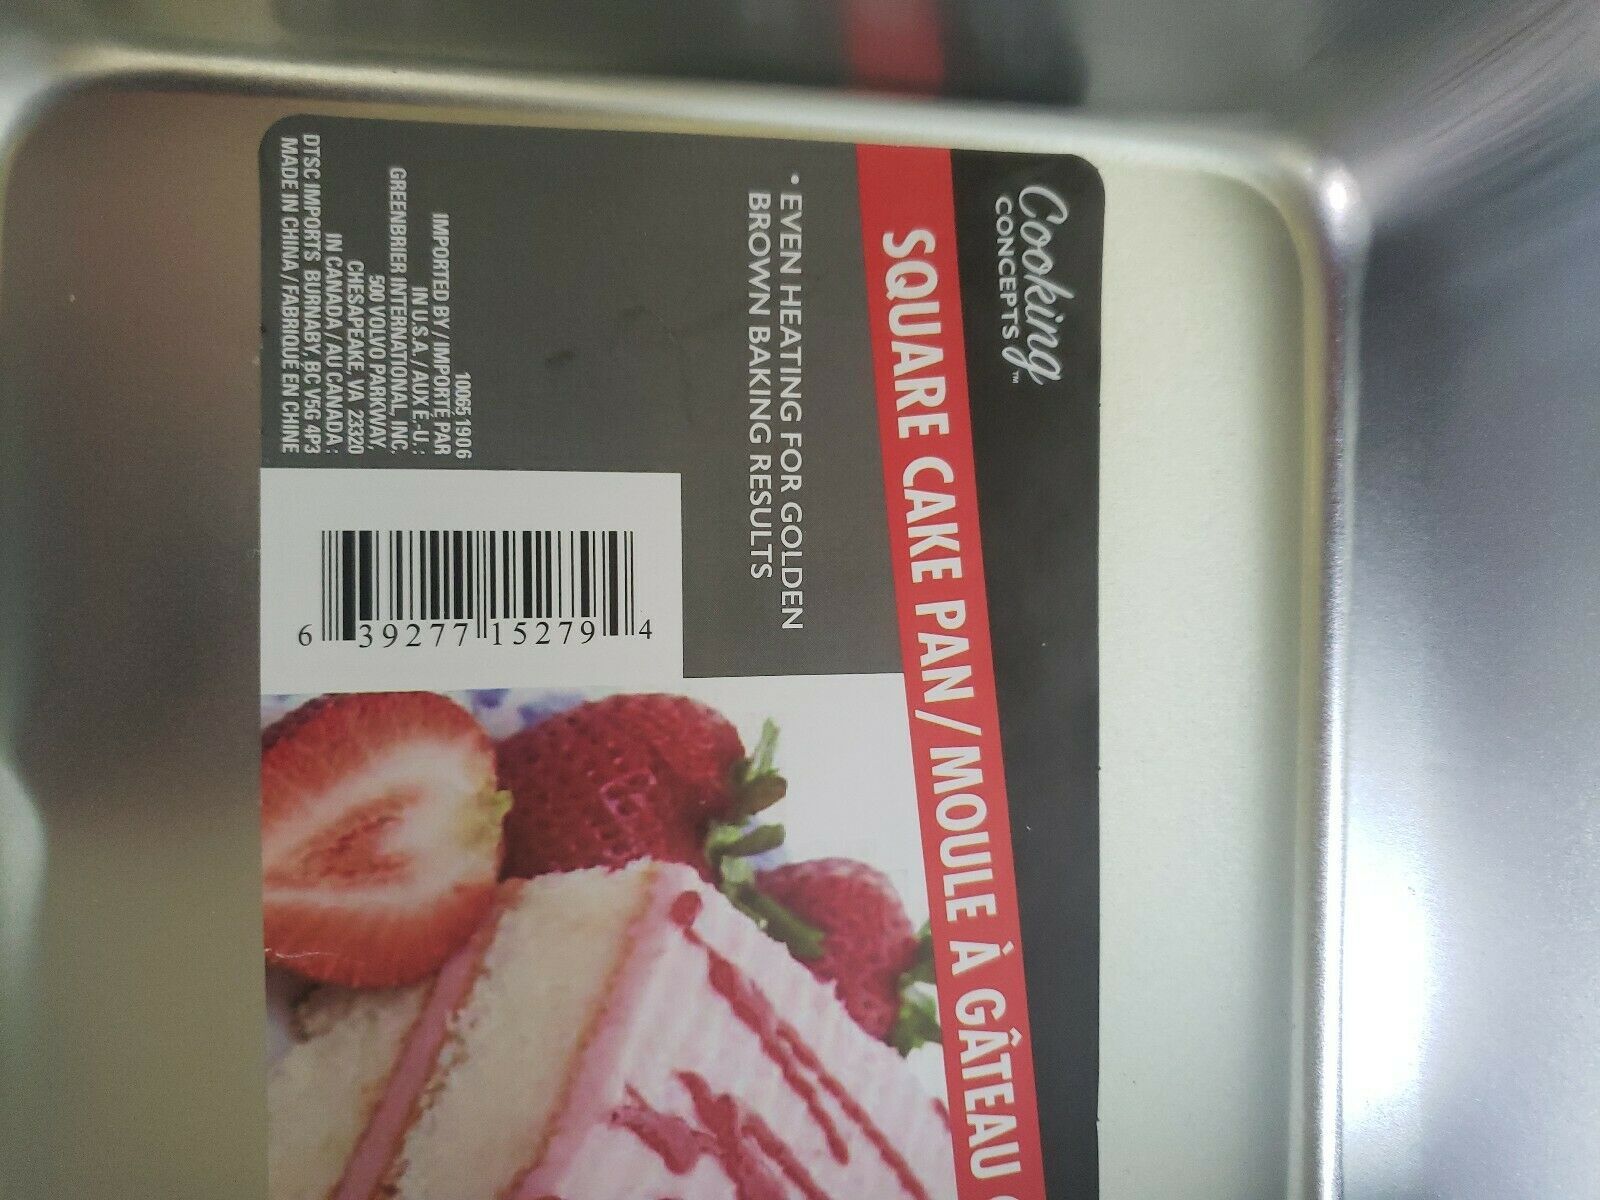 Cooking
CONCEPTS™
SQUARE CAKE PAN/MOULE À GÂTEAU
• EVEN HEATING FOR GOLDEN
BROWN BAKING RESULTS
10065 1906
IMPORTED BY / IMPORTÉ PAR
IN U.S.A. / AUX É.-U. :
GREENBRIER INTERNATIONAL, INC.
500 VOLVO PARKWAY,
CHESAPEAKE, VA 23320
IN CANADA / AU CANADA :
DTSC IMPORTS BURNABY, BC V5G 4P3
MADE IN CHINA / FABRIQUÉ EN CHINE
6 39277 15279 4